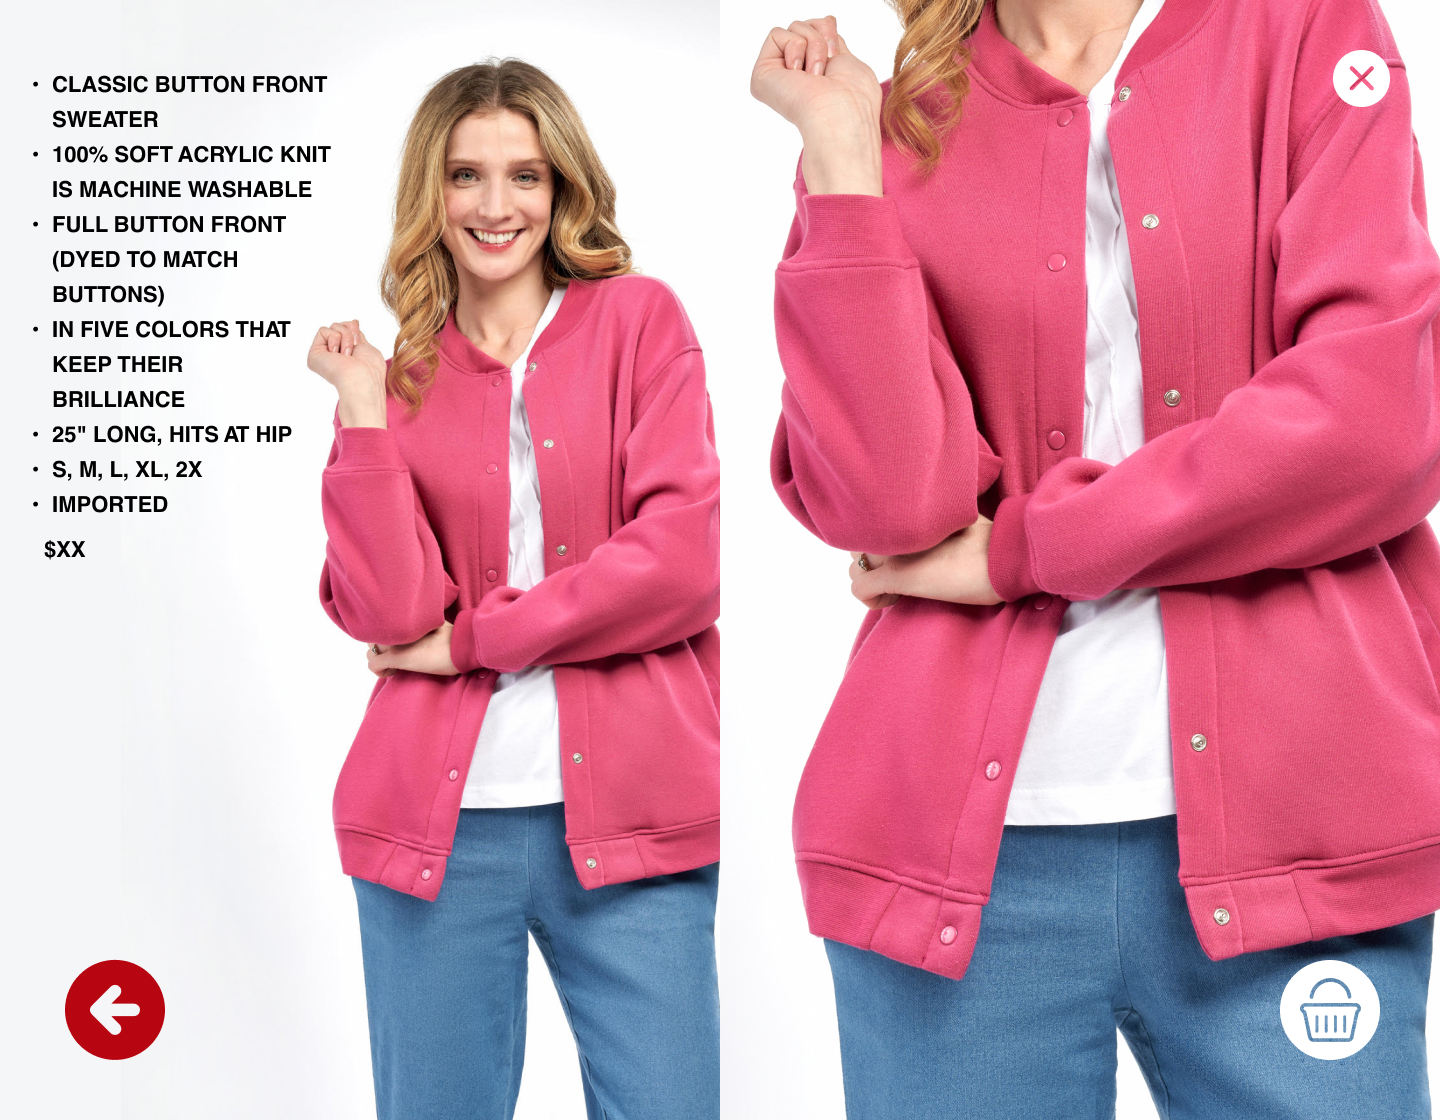 • CLASSIC BUTTON FRONT
SWEATER
• 100% SOFT ACRYLIC KNIT
IS MACHINE WASHABLE
• FULL BUTTON FRONT
(DYED TO MATCH
BUTTONS)
• IN FIVE COLORS THAT
KEEP THEIR
BRILLIANCE
• 25" LONG, HITS AT HIP
• S, M, L, XL, 2X
• IMPORTED
$XX